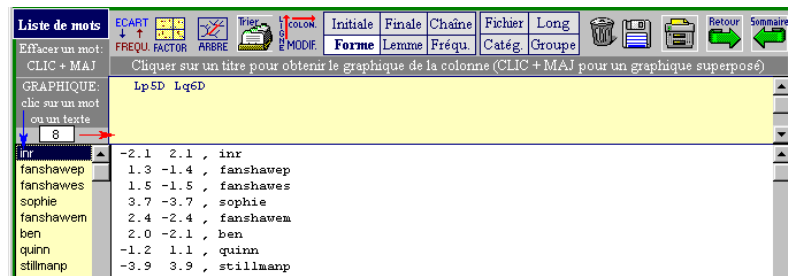 Liste de mots
Effacer un mot:
CLIC + MAJ
GRAPHIQUE:
clic sur un mot
ou un texte
8
ECART
FREQU.
FACTOR
ARBRE
Trier
LIGNE
COLON.
MODIF.
Initiale Finale Chaîne Fichier Long
Forme Lemme Fréqu. Catég. Groupe
Retour
Sommaire
Cliquer sur un titre pour obtenir le graphique de la colonne (CLIC + MAJ pour un graphique superposé)
Lp5D Lq6D
inr
fanshawep
fanshawes
sophie
fanshawem
ben
quinn
stillmanp
-2.1 2.1 , inr
1.3 -1.4 , fanshawep
1.5 -1.5 , fanshawes
3.7 -3.7 , sophie
2.4 -2.4 , fanshawem
2.0 -2.1 , ben
-1.2 1.1 , quinn
-3.9 3.9 , stillmanp